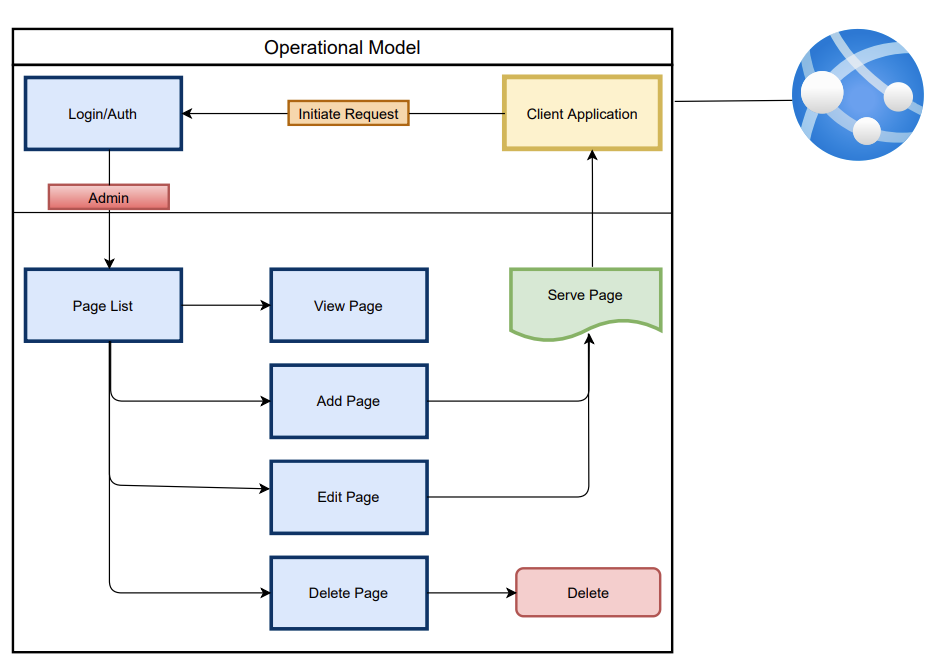 Operational Model
Login/Auth
Initiate Request
Client Application
Admin
Page List
View Page
Serve Page
Add Page
Edit Page
Delete Page
Delete